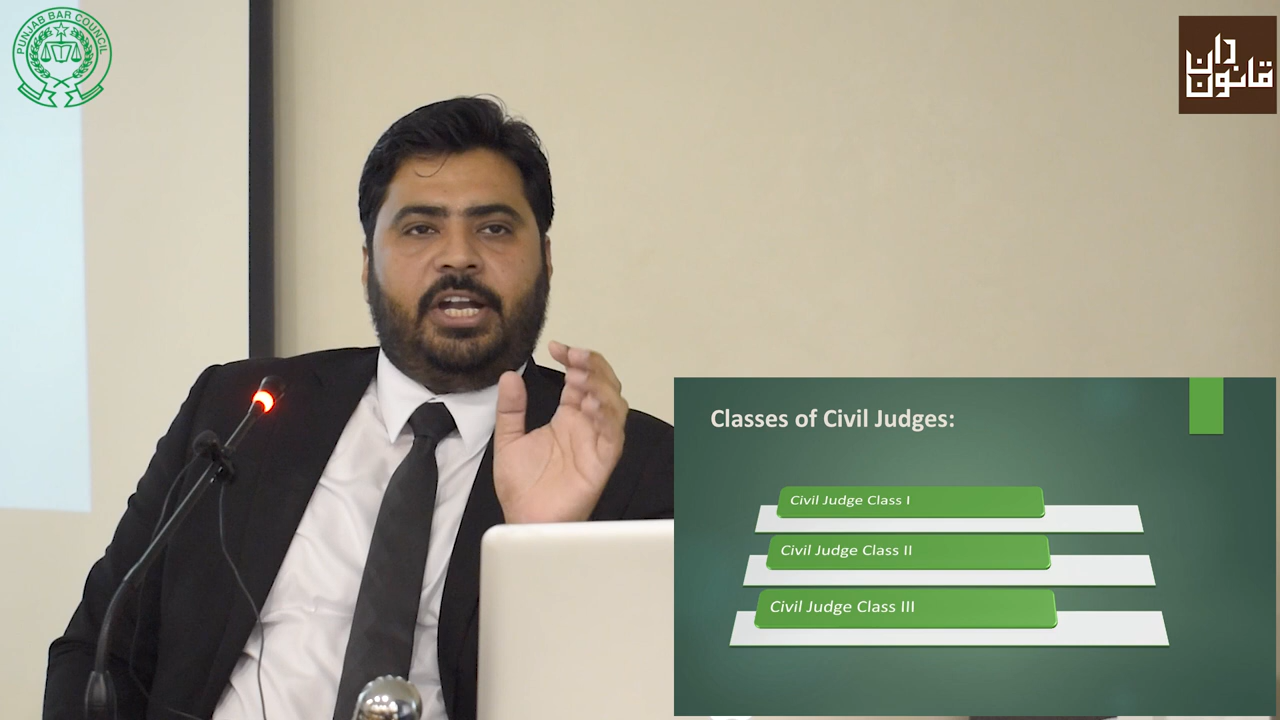 PUNJAB BAR COUNCIL
قانون دان
Classes of Civil Judges:
Civil Judge Class I
Civil Judge Class II
Civil Judge Class III